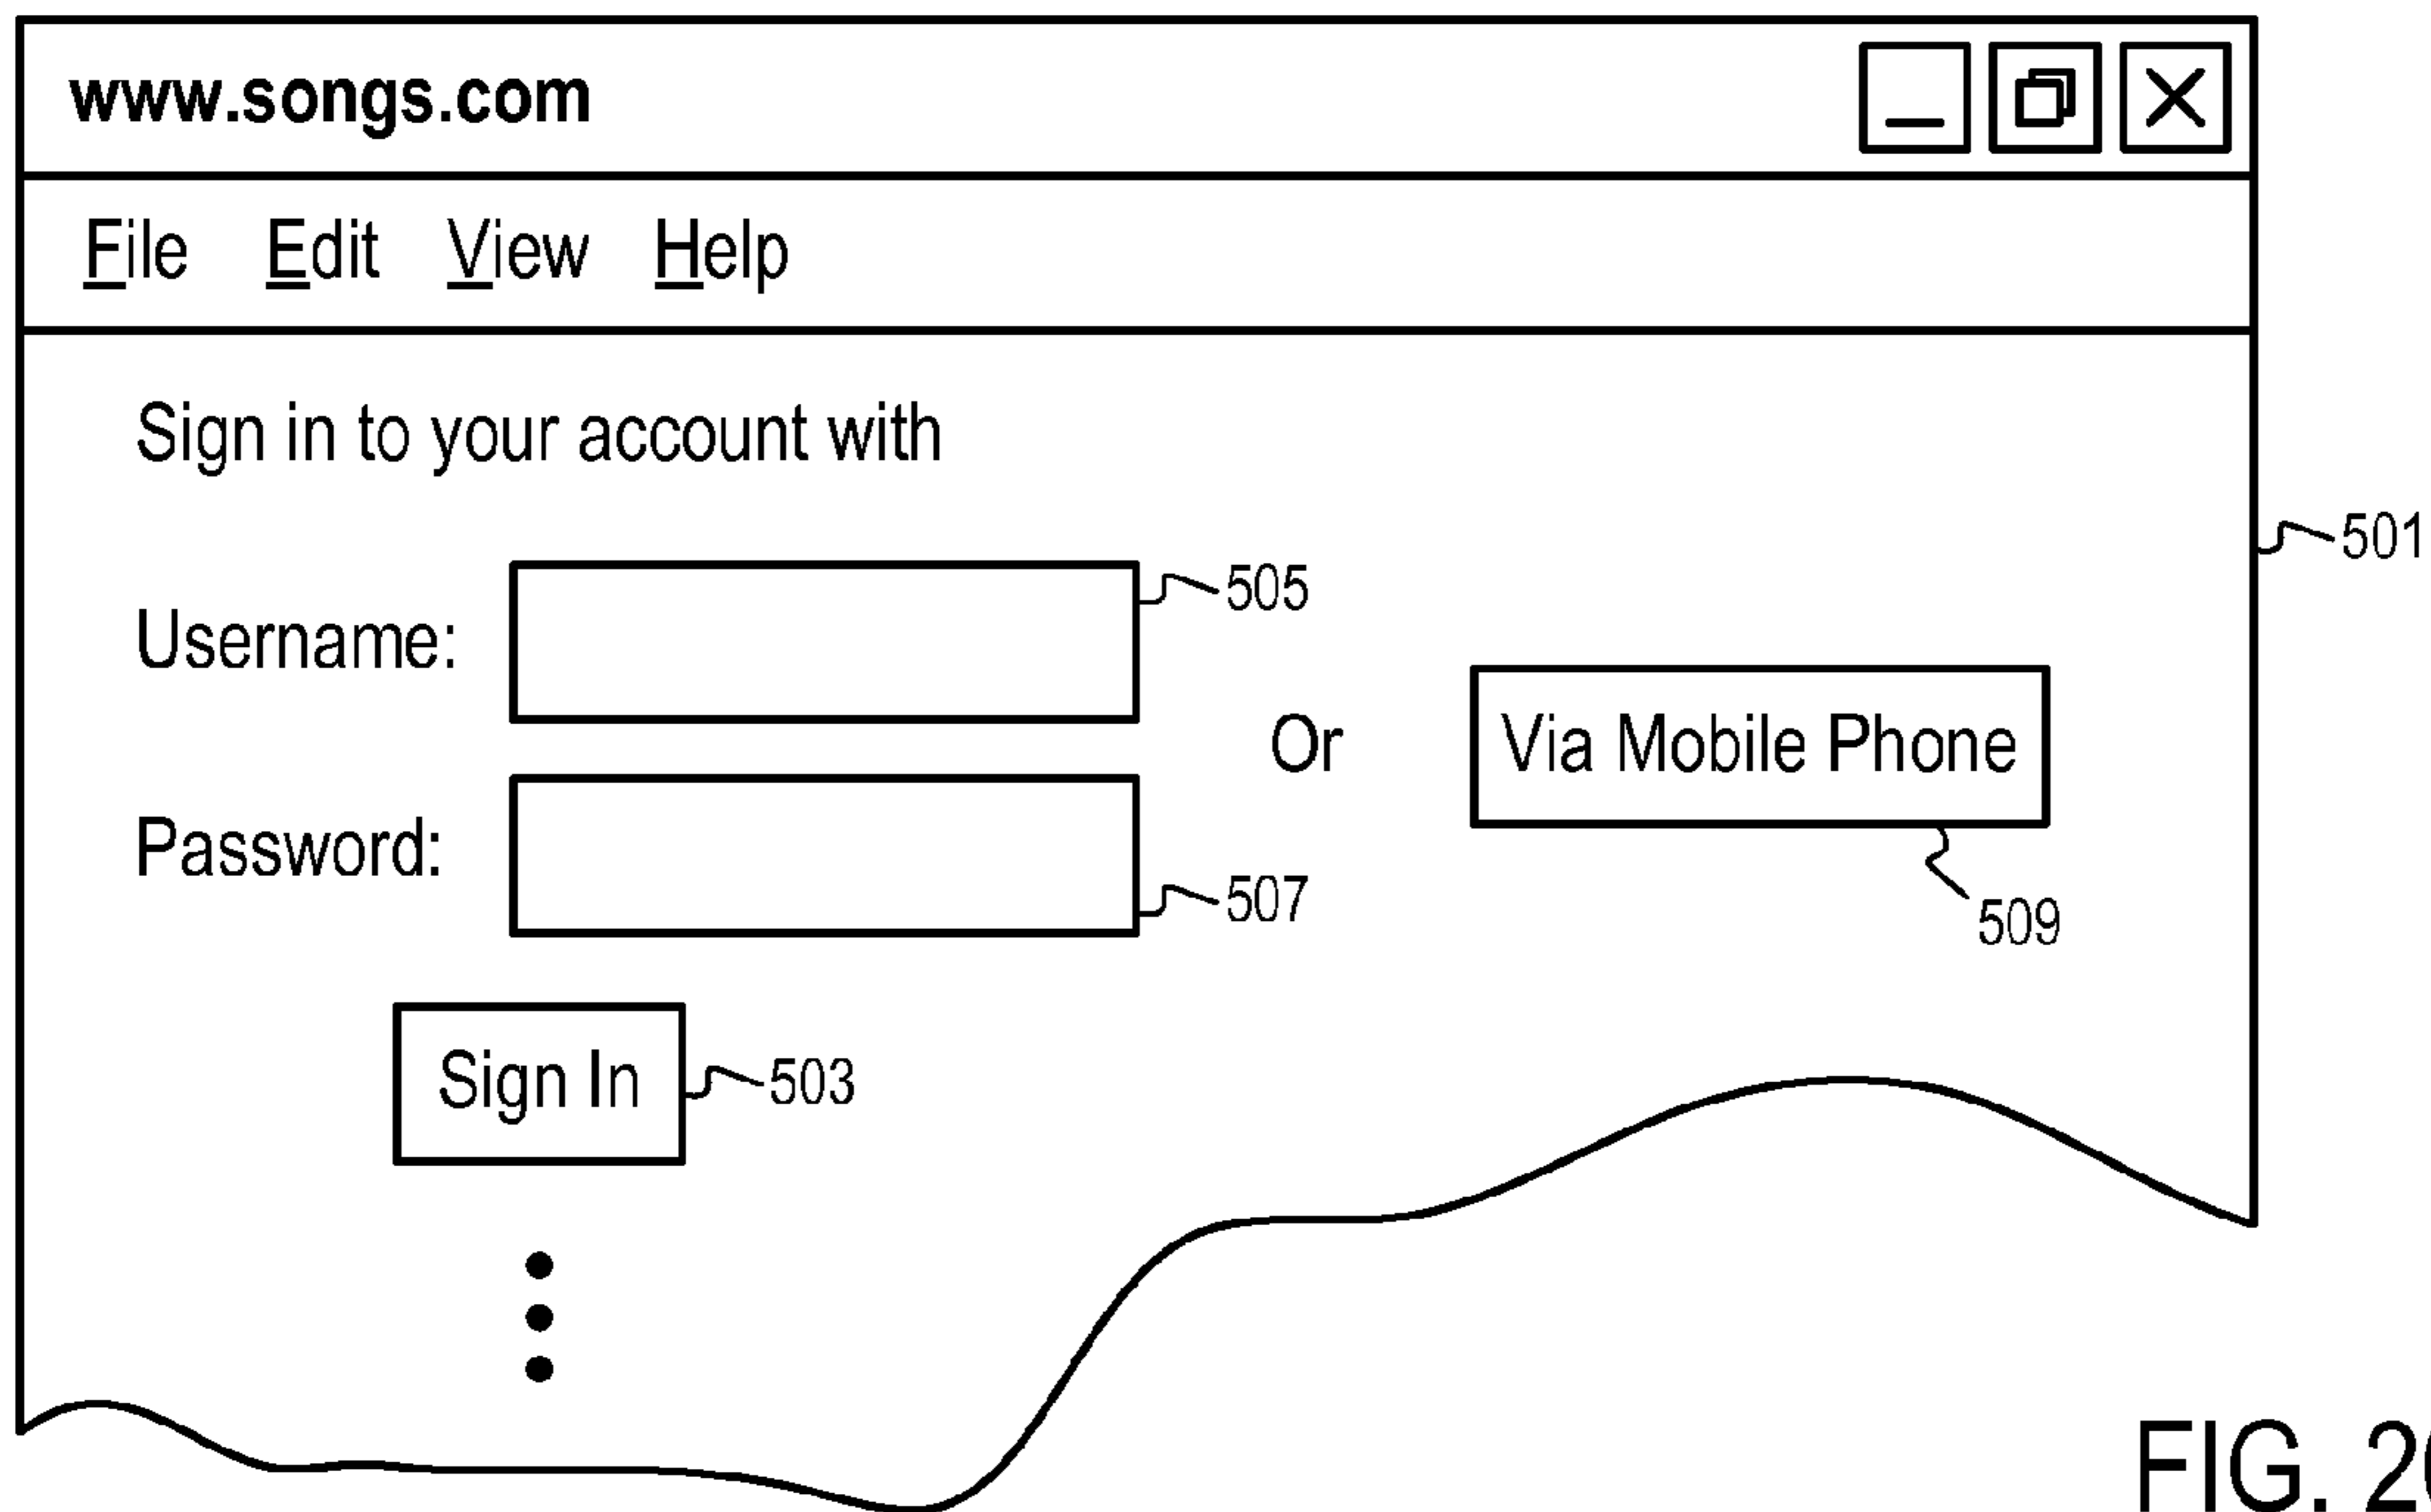 www.songs.com
File Edit View Help
Sign in to your account with
501
505
Username:
Or
Via Mobile Phone
Password:
507
509
Sign In
503
FIG.